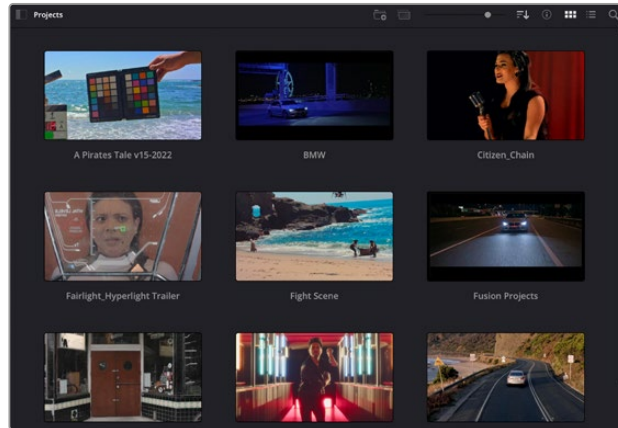 Projects
A Pirates Tale v15-2022
BMW
Citizen_Chain
Fairlight_Hyperlight Trailer
Fight Scene
Fusion Projects